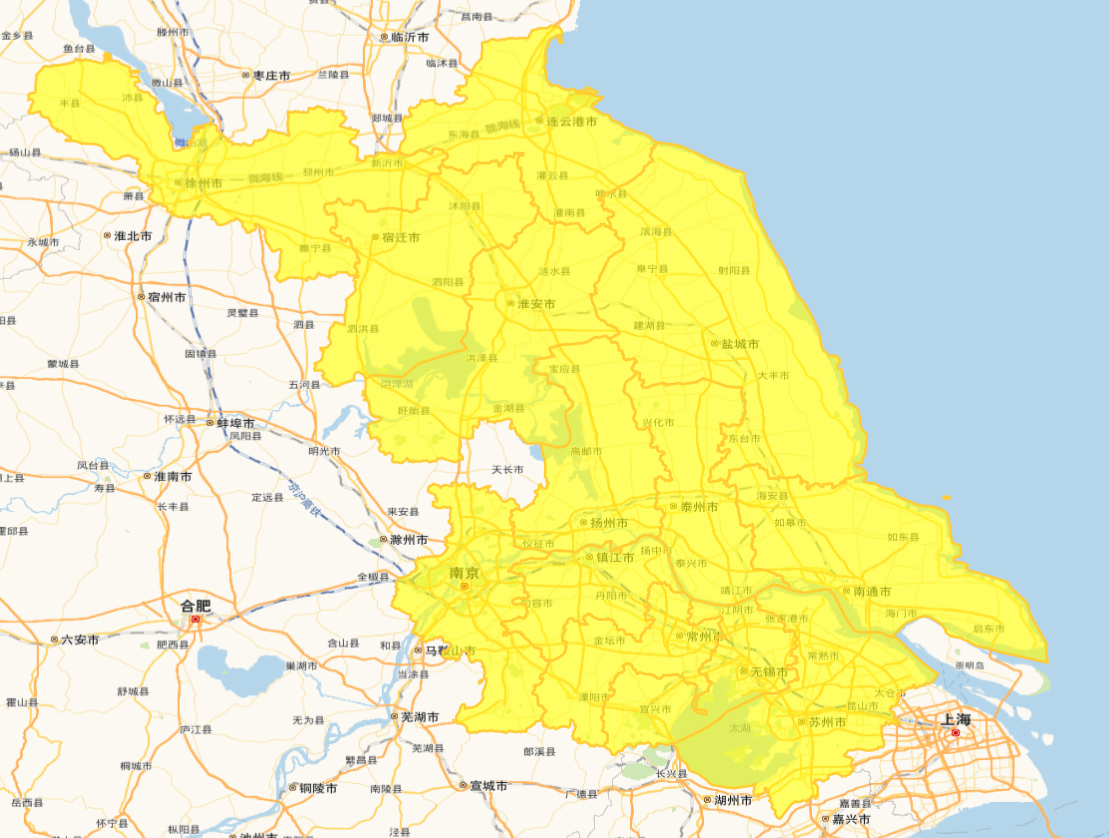 莒南县
金乡县
滕州市
临沂市
鱼台县
临沭县
微山县
枣庄市
兰陵县
沛县
丰县
郯城县
连云港市
陇海线
东海县
砀山县
新沂市
邳州市
陇海线
徐州市
灌云县
萧县
响水县
沭阳县
灌南县
淮北市
永城市
宿迁市
滨海县
睢宁县
涟水县
阜宁县
射阳县
泗阳县
宿州市
淮安市
灵璧县
泗县
泗洪县
建湖县
盐城市
固镇县
洪泽县
蒙城县
宝应县
大丰市
五河县
洪泽湖
盱眙县
金湖县
怀远县
蚌埠市
兴化市
凤阳县
东台市
明光市
高邮市
凤台县
天长市
淮南市
寿县
京沪高铁
定远县
海安县
长丰县
来安县
泰州市
扬州市
如皋市
霍邱县
滁州市
仪征市
如东县
扬中市
镇江市
泰兴市
南京
全椒县
靖江市
南通市
合肥
丹阳市
句容市
江阴市
张家港市
海门市
启东市
六安市
肥西县
含山县
和县
金坛市
常州市
马鞍山市
常熟市
巢湖市
崇明岛
当涂县
无锡市
舒城县
溧阳市
太仓市
霍山县
宜兴市
昆山市
无为县
芜湖市
上海
苏州市
庐江县
太湖
芜湖县
郎溪县
繁昌县
桐城市
长兴县
铜陵市
南陵县
宣城市
广德县
湖州市
岳西县
嘉善县
怀宁县
嘉兴市
枞阳县
泾县
池州市